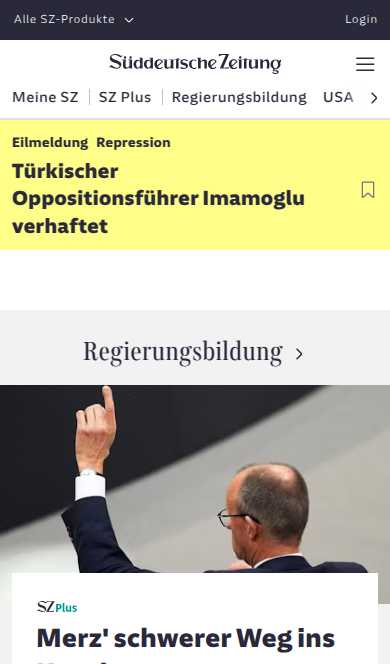 Alle SZ-Produkte
Login
Süddeutsche Zeitung
Meine SZ
SZ Plus
Regierungsbildung
USA
Eilmeldung Repression
Türkischer
Oppositionsführer Imamoglu
verhaftet
Regierungsbildung
SZ Plus
Merz' schwerer Weg ins